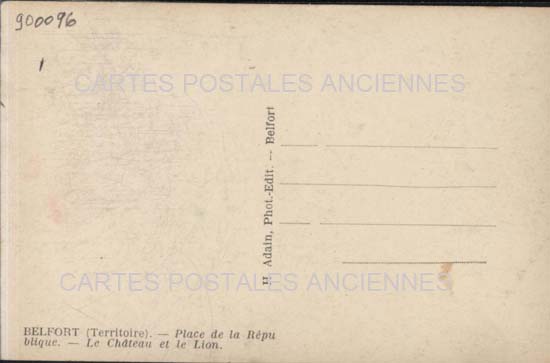 900096
1
CARTES POSTALES ANCIENNES
H. Adain, Phot.-Edit. — Belfort
CARTES POSTALES ANCIENNES
BELFORT (Territoire). — Place de la Répu
blique. — Le Château et le Lion.